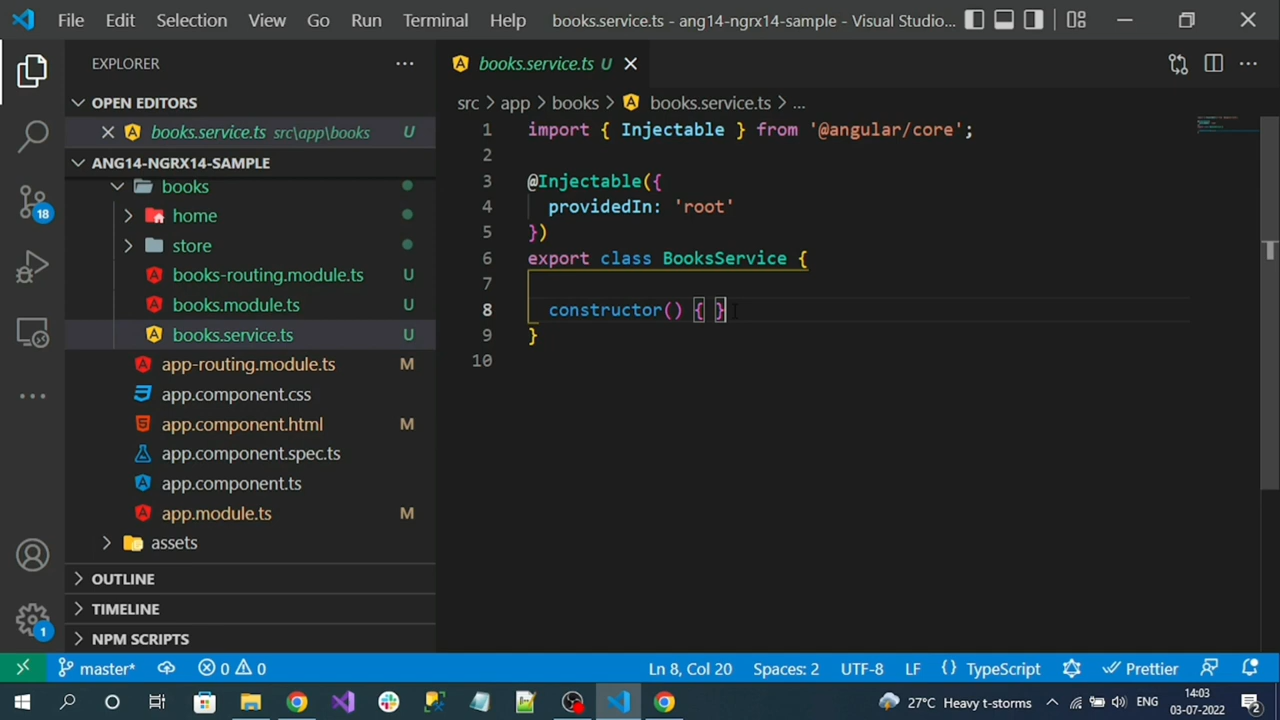 File Edit Selection View Go Run Terminal Help books.service.ts - ang14-ngrx14-sample - Visual Studio...
EXPLORER
OPEN EDITORS
books.service.ts src\app\books U
ANG14-NGRX14-SAMPLE
books
home
store
books-routing.module.ts U
books.module.ts U
books.service.ts U
app-routing.module.ts M
app.component.css
app.component.html M
app.component.spec.ts
app.component.ts
app.module.ts M
assets
OUTLINE
TIMELINE
NPM SCRIPTS
18
1
books.service.ts U
src > app > books > books.service.ts > ...
1 import { Injectable } from '@angular/core';
2
3 @Injectable({
4 providedIn: 'root'
5 })
6 export class BooksService {
7
8 constructor() { }
9 }
10
master* 0 0 Ln 8, Col 20 Spaces: 2 UTF-8 LF {} TypeScript Prettier
27°C Heavy t-storms ENG 14:03
03-07-2022 2